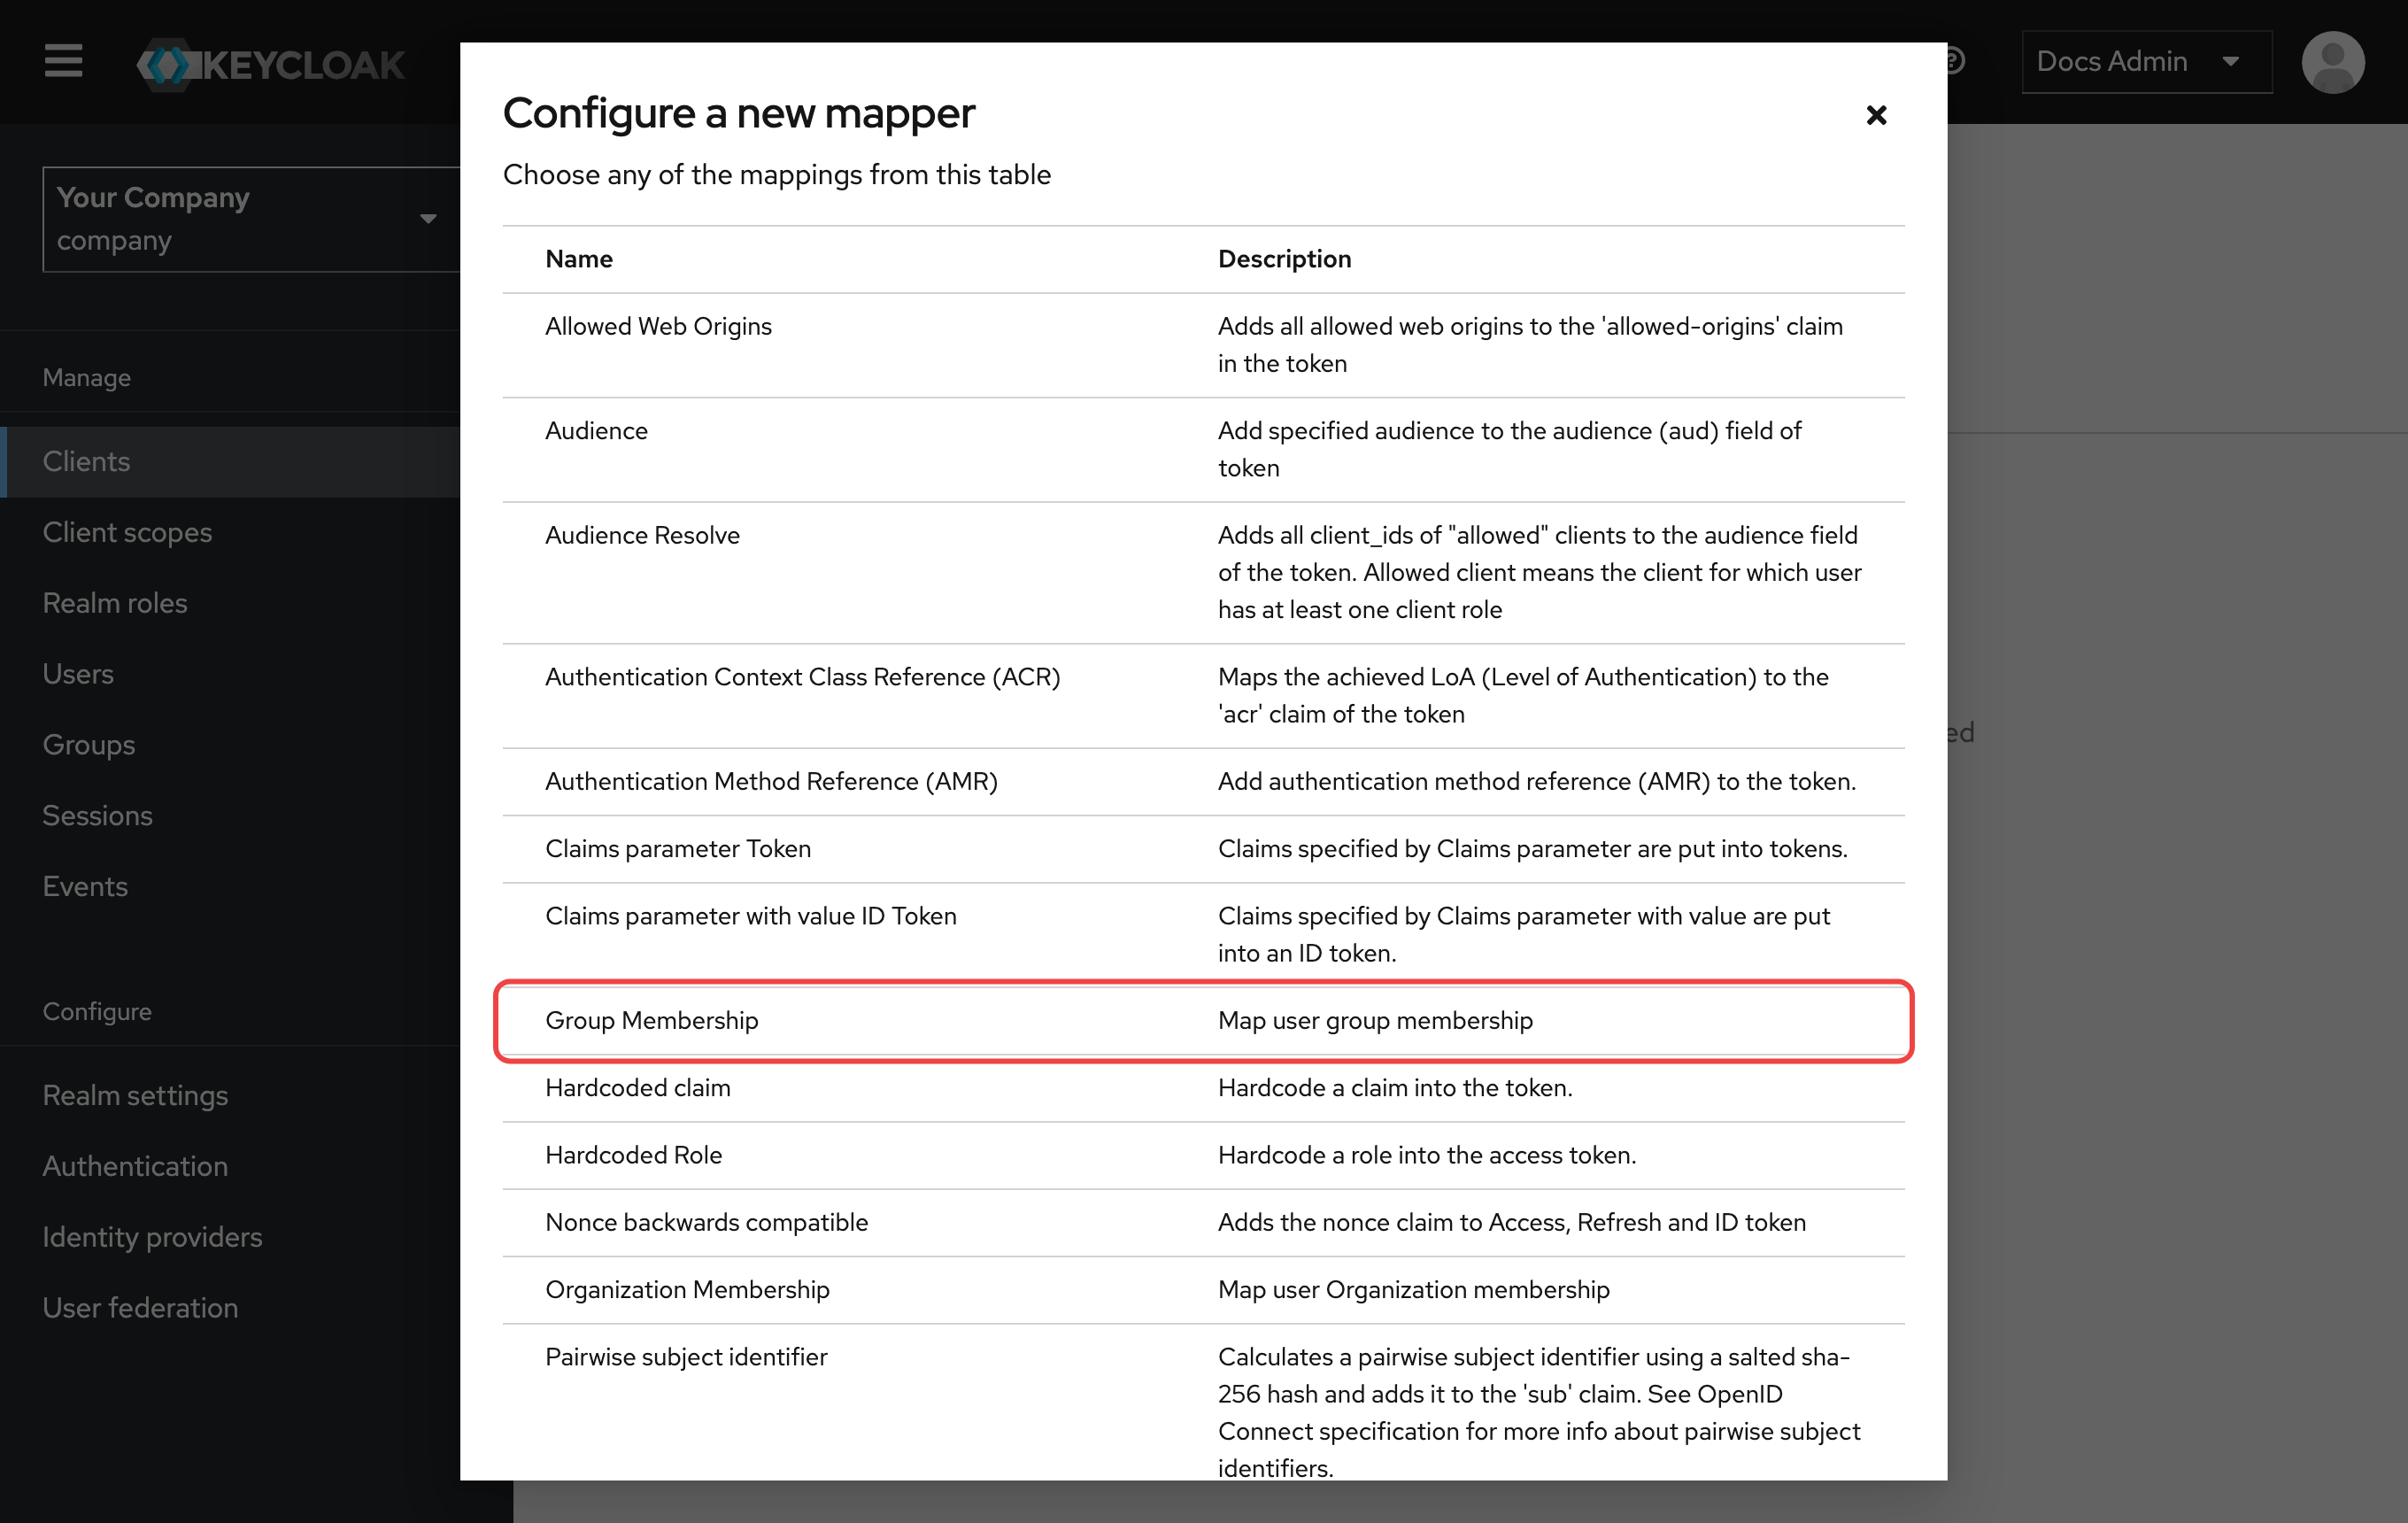 KEYCLOAK
Docs Admin
Your Company
company
Manage
Clients
Client scopes
Realm roles
Users
Groups
Sessions
Events
Configure
Realm settings
Authentication
Identity providers
User federation
Configure a new mapper
Choose any of the mappings from this table
Name Description
Allowed Web Origins Adds all allowed web origins to the 'allowed-origins' claim
in the token
Audience Add specified audience to the audience (aud) field of
token
Audience Resolve Adds all client_ids of "allowed" clients to the audience field
of the token. Allowed client means the client for which user
has at least one client role
Authentication Context Class Reference (ACR) Maps the achieved LoA (Level of Authentication) to the
'acr' claim of the token
Authentication Method Reference (AMR) Add authentication method reference (AMR) to the token.
Claims parameter Token Claims specified by Claims parameter are put into tokens.
Claims parameter with value ID Token Claims specified by Claims parameter with value are put
into an ID token.
Group Membership Map user group membership
Hardcoded claim Hardcode a claim into the token.
Hardcoded Role Hardcode a role into the access token.
Nonce backwards compatible Adds the nonce claim to Access, Refresh and ID token
Organization Membership Map user Organization membership
Pairwise subject identifier Calculates a pairwise subject identifier using a salted sha-
256 hash and adds it to the 'sub' claim. See OpenID
Connect specification for more info about pairwise subject
identifiers.